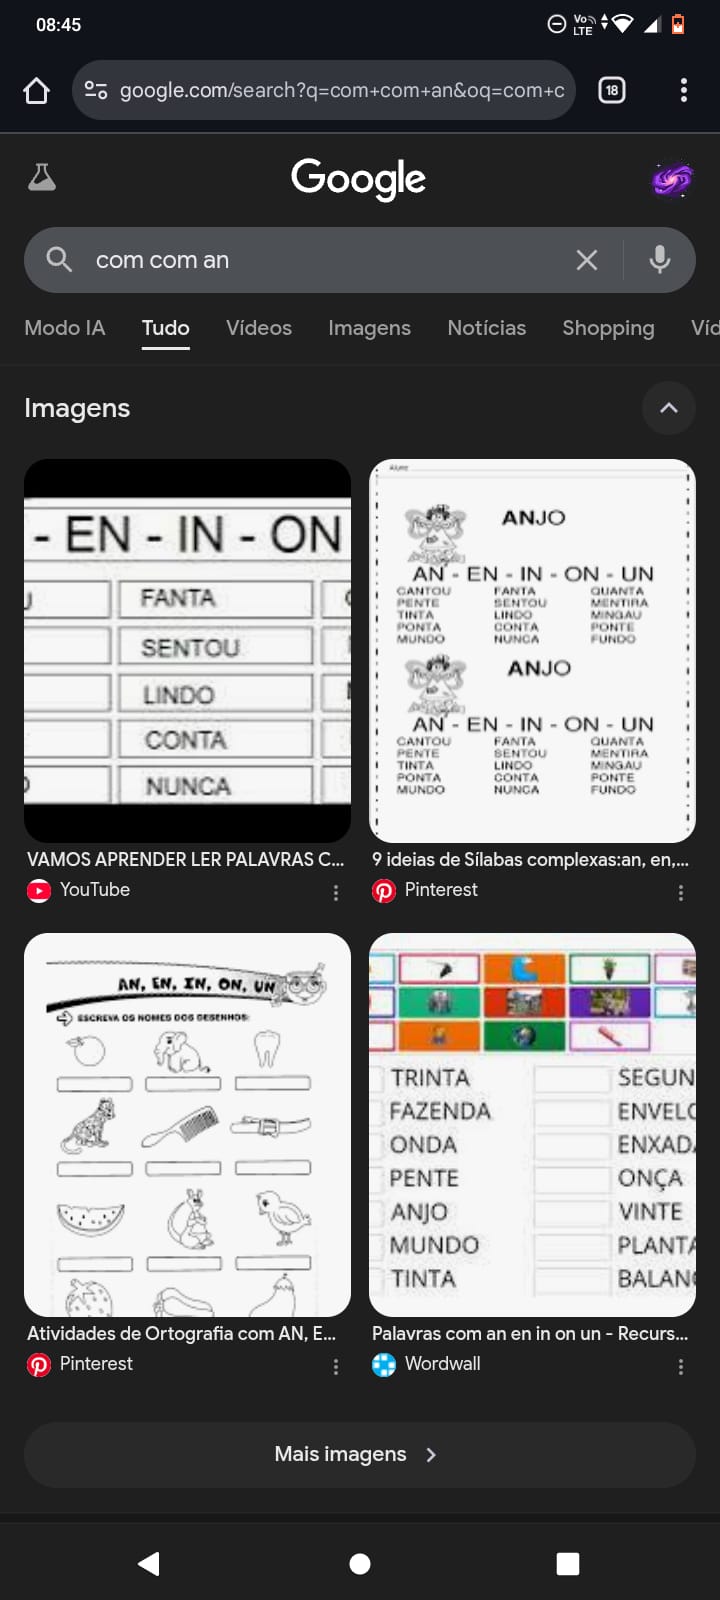 08:45
Vo
LTE
google.com/search?q=com+com+an&oq=com+c
18
Google
com com an
Modo IA Tudo Vídeos Imagens Notícias Shopping Víd
Imagens
- EN - IN - ON
FANTA
SENTOU
LINDO
CONTA
NUNCA
VAMOS APRENDER LER PALAVRAS C...
YouTube
ANJO
AN - EN - IN - ON - UN
CANTOU FANTA QUANTA
PENTE SENTOU MENTIRA
TINTA LINDO MINGAU
PONTA CONTA PONTE
MUNDO NUNCA FUNDO
ANJO
AN - EN - IN - ON - UN
CANTOU FANTA QUANTA
PENTE SENTOU MENTIRA
TINTA LINDO MINGAU
PONTA CONTA PONTE
MUNDO NUNCA FUNDO
9 ideias de Sílabas complexas:an, en,...
Pinterest
AN, EN, IN, ON, UN
ESCREVA OS NOMES DOS DESENHOS:
Atividades de Ortografia com AN, E...
Pinterest
TRINTA SEGUN
FAZENDA ENVELO
ONDA ENXADA
PENTE ONÇA
ANJO VINTE
MUNDO PLANTA
TINTA BALAN
Palavras com an en in on un - Recurs...
Wordwall
Mais imagens